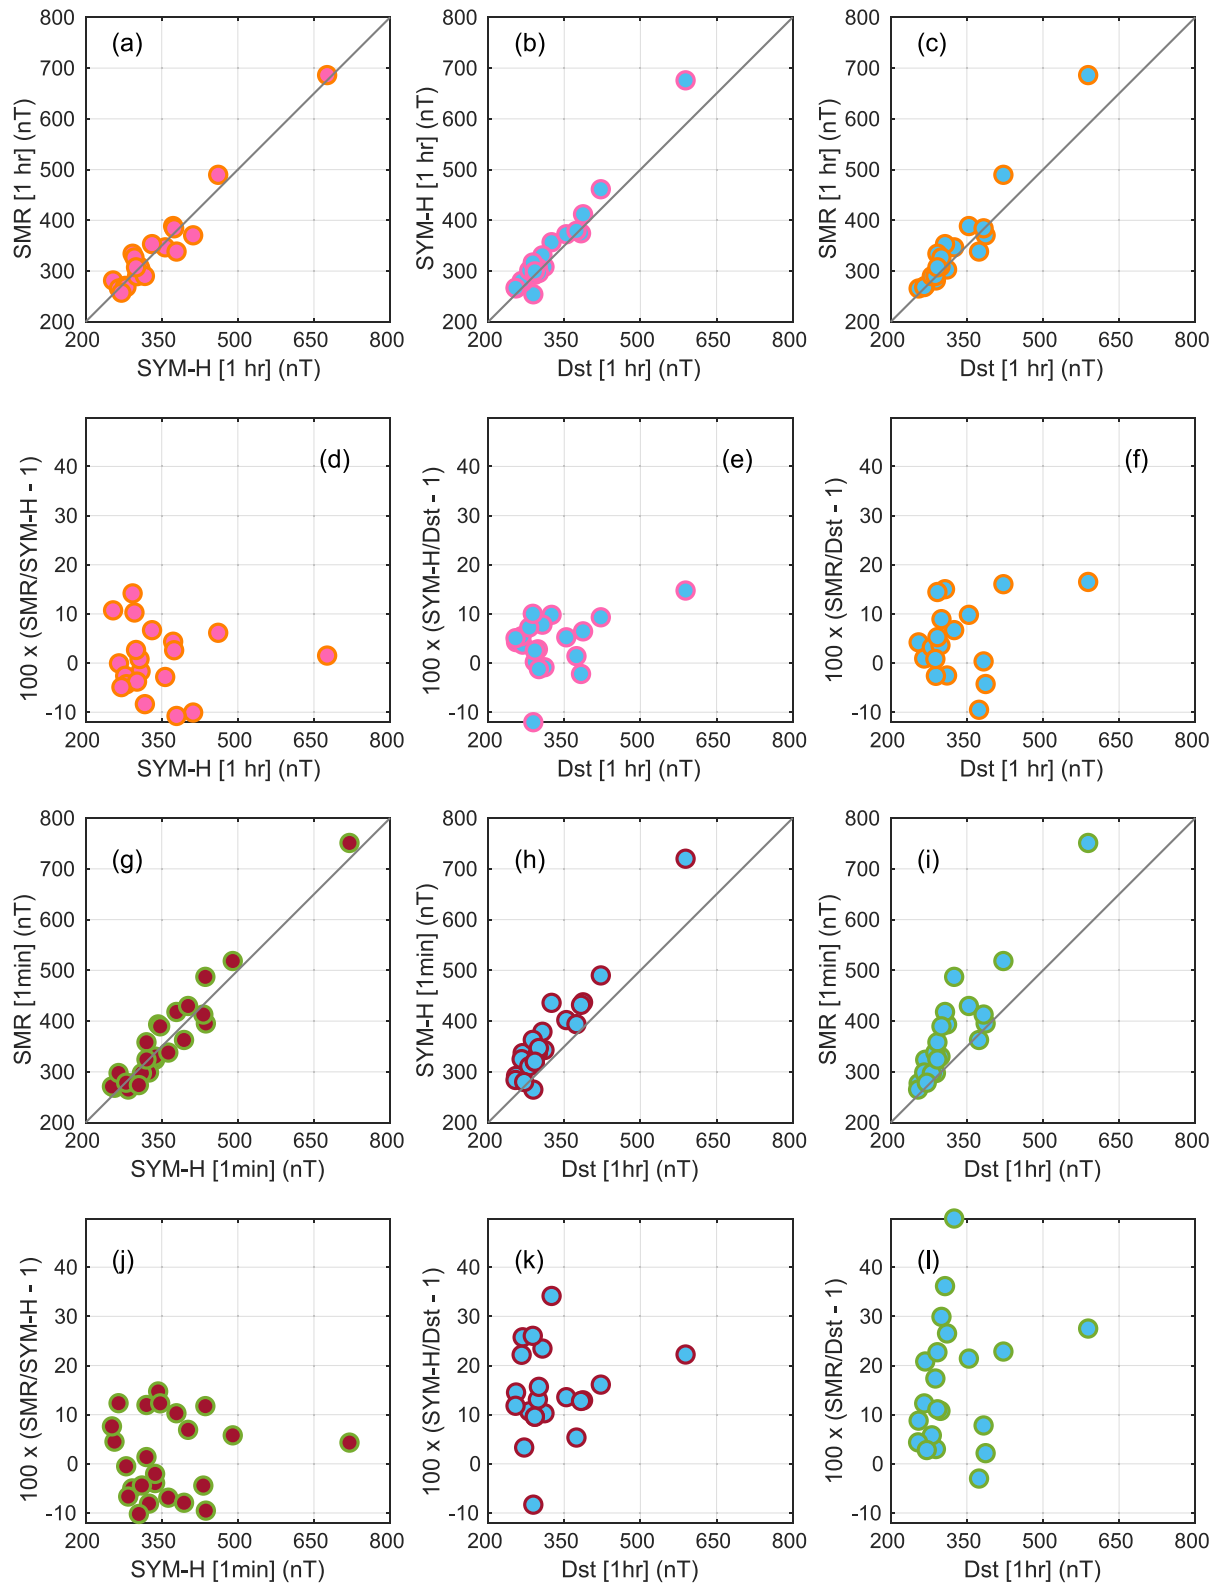 (a)
SMR [1 hr] (nT)
800
700
600
500
400
300
200
200 350 500 650 800
SYM-H [1 hr] (nT)
(b)
SYM-H [1 hr] (nT)
800
700
600
500
400
300
200
200 350 500 650 800
Dst [1 hr] (nT)
(c)
SMR [1 hr] (nT)
800
700
600
500
400
300
200
200 350 500 650 800
Dst [1 hr] (nT)
(d)
100 x (SMR/SYM-H - 1)
40
30
20
10
0
-10
200 350 500 650 800
SYM-H [1 hr] (nT)
(e)
100 x (SYM-H/Dst - 1)
40
30
20
10
0
-10
200 350 500 650 800
Dst [1 hr] (nT)
(f)
100 x (SMR/Dst - 1)
40
30
20
10
0
-10
200 350 500 650 800
Dst [1 hr] (nT)
(g)
SMR [1min] (nT)
800
700
600
500
400
300
200
200 350 500 650 800
SYM-H [1min] (nT)
(h)
SYM-H [1min] (nT)
800
700
600
500
400
300
200
200 350 500 650 800
Dst [1hr] (nT)
(i)
SMR [1min] (nT)
800
700
600
500
400
300
200
200 350 500 650 800
Dst [1hr] (nT)
(j)
100 x (SMR/SYM-H - 1)
40
30
20
10
0
-10
200 350 500 650 800
SYM-H [1min] (nT)
(k)
100 x (SYM-H/Dst - 1)
40
30
20
10
0
-10
200 350 500 650 800
Dst [1hr] (nT)
(l)
100 x (SMR/Dst - 1)
40
30
20
10
0
-10
200 350 500 650 800
Dst [1hr] (nT)